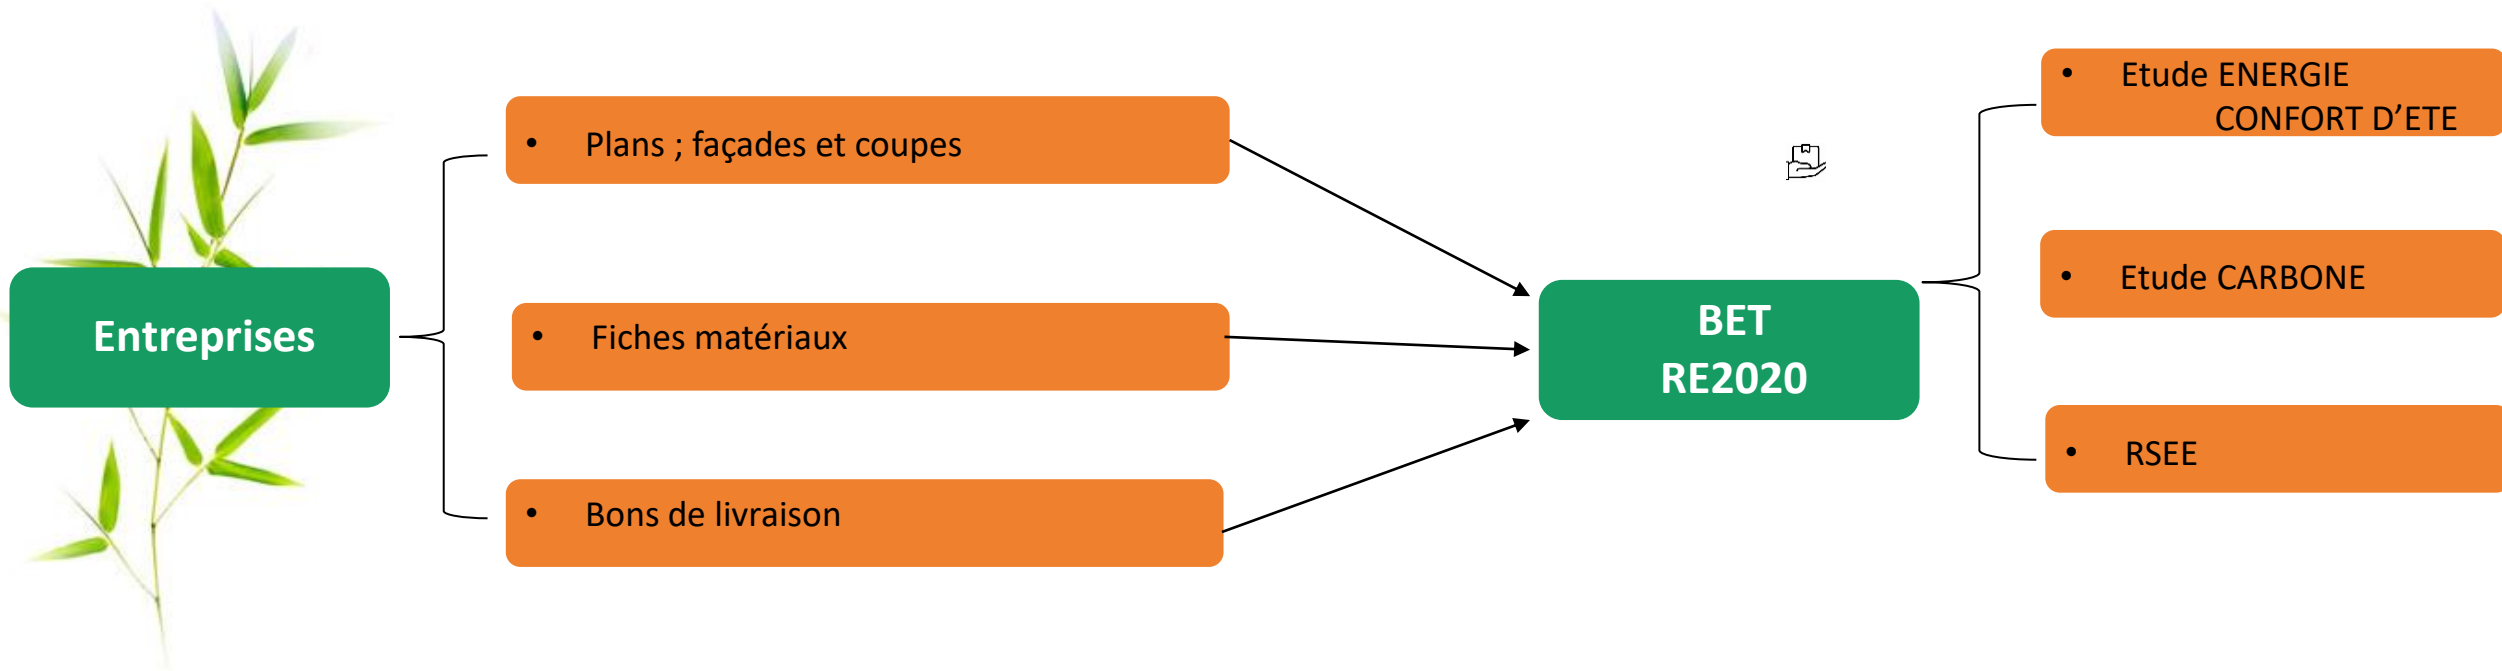 Entreprises
• Plans ; façades et coupes
• Fiches matériaux
• Bons de livraison
BET
RE2020
• Etude ENERGIE
CONFORT D’ETE
• Etude CARBONE
• RSEE